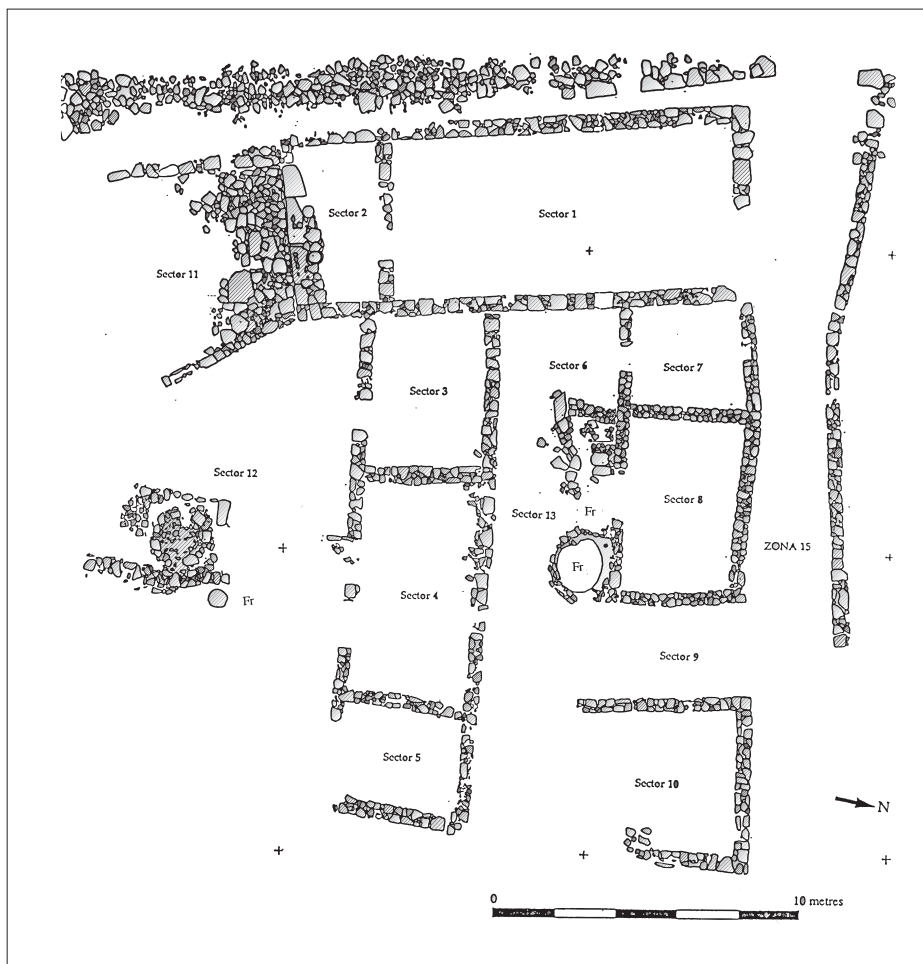 Sector 2
Sector 1
Sector 11
Sector 6
Sector 7
Sector 3
Sector 12
Sector 13
Fr
Sector 8
ZONA 15
Fr
Fr
Sector 4
Sector 9
Sector 5
Sector 10
N
0
10 metres